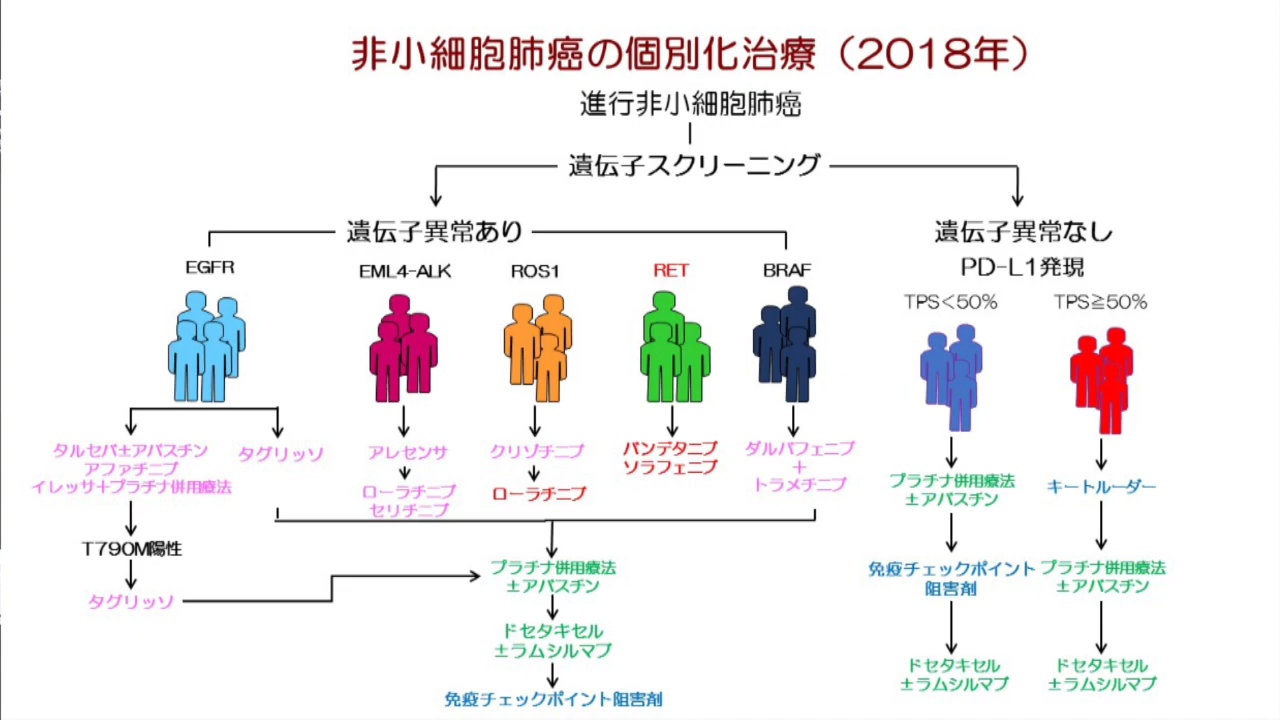 非小細胞肺癌の個別化治療（2018年）
進行非小細胞肺癌
遺伝子スクリーニング
遺伝子異常あり
EGFR
EML4-ALK
ROS1
RET
BRAF
タルセバ±アバスチン
アファチニブ
イレッサ+プラチナ併用療法
タグリッソ
アレセンサ
ローラチニブ
セリチニブ
クリゾチニブ
ローラチニブ
バンデタニブ
ソラフェニブ
ダルバフェニブ
+
トラメチニブ
T790M陽性
タグリッソ
プラチナ併用療法
±アバスチン
ドセタキセル
±ラムシルマブ
免疫チェックポイント阻害剤
遺伝子異常なし
PD-L1発現
TPS＜50%
TPS≧50%
プラチナ併用療法
±アバスチン
免疫チェックポイント
阻害剤
ドセタキセル
±ラムシルマブ
キートルーダー
プラチナ併用療法
±アバスチン
ドセタキセル
±ラムシルマブ